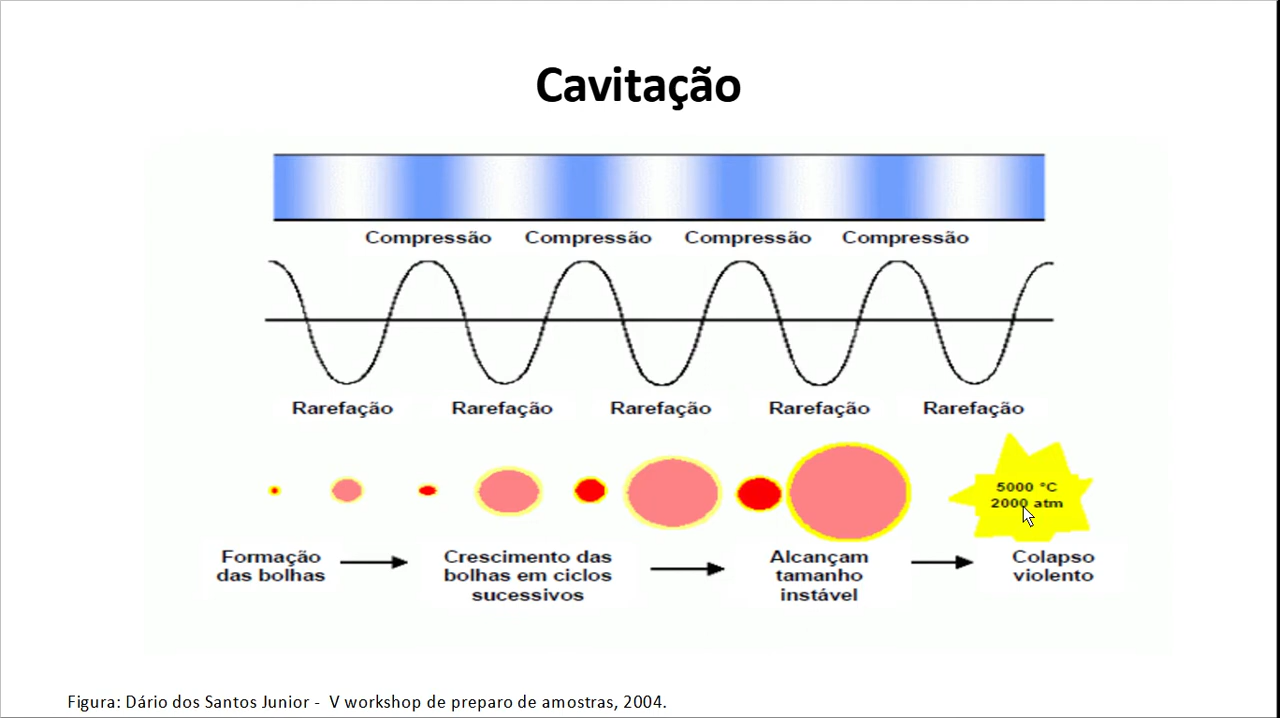 Cavitação
Compressão Compressão Compressão Compressão
Rarefação Rarefação Rarefação Rarefação Rarefação
5000 °C
2000 atm
Formação
das bolhas
Crescimento das
bolhas em ciclos
sucessivos
Alcançam
tamanho
instável
Colapso
violento
Figura: Dário dos Santos Junior - V workshop de preparo de amostras, 2004.